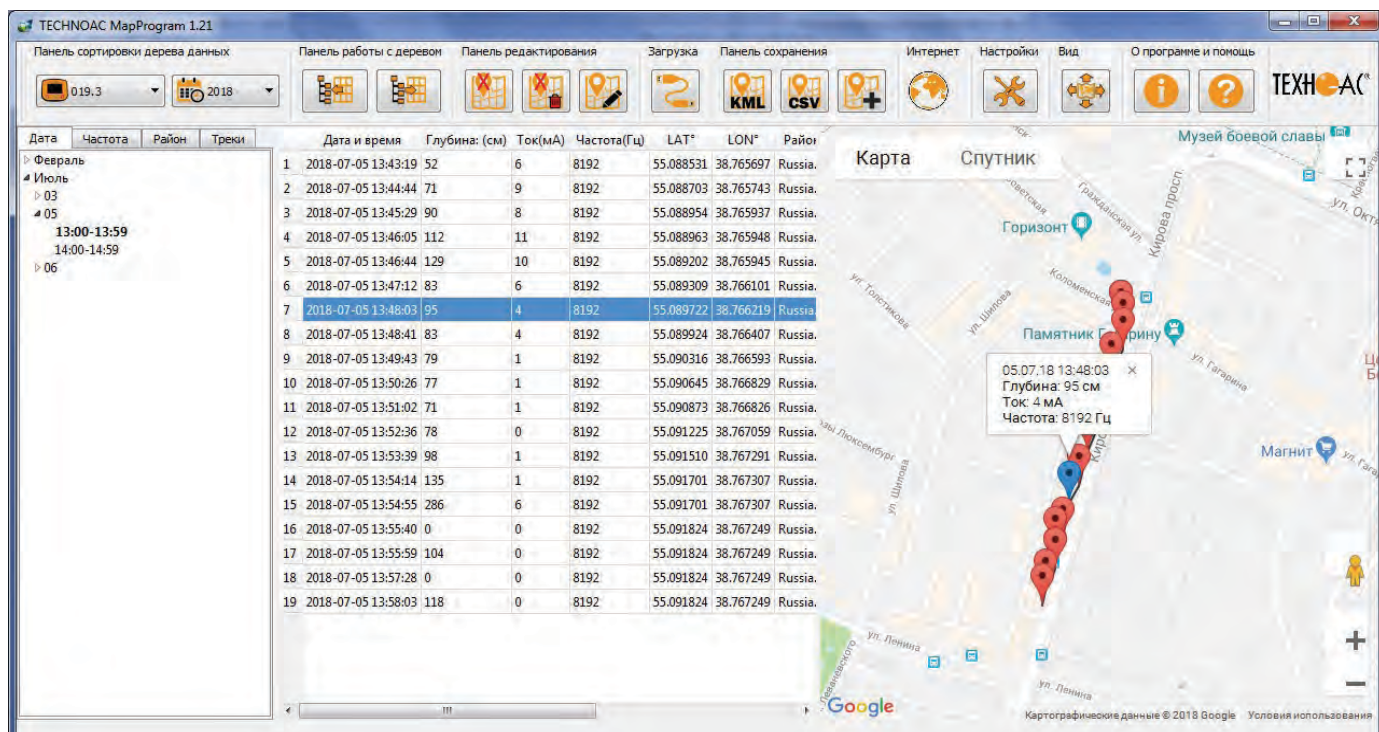 TECHNOAC MapProgram 1.21
Панель сортировки дерева данных
Панель работы с деревом
Панель редактирования
Загрузка
Панель сохранения
Интернет
Настройки
Вид
О программе и помощь
019.3
2018
KML
CSV
ТЕХНО-АС®
Дата Частота Район Треки
Февраль
Июль
03
05
13:00-13:59
14:00-14:59
06
Дата и время Глубина: (см) Ток(мА) Частота(Гц) LAT° LON° Район
1 2018-07-05 13:43:19 52 6 8192 55.088531 38.765697 Russia.
2 2018-07-05 13:44:44 71 9 8192 55.088703 38.765743 Russia.
3 2018-07-05 13:45:29 90 8 8192 55.088954 38.765937 Russia.
4 2018-07-05 13:46:05 112 11 8192 55.088963 38.765948 Russia.
5 2018-07-05 13:46:44 129 10 8192 55.089202 38.765945 Russia.
6 2018-07-05 13:47:12 83 6 8192 55.089309 38.766101 Russia.
7 2018-07-05 13:48:03 95 4 8192 55.089722 38.766219 Russia.
8 2018-07-05 13:48:41 83 4 8192 55.089924 38.766407 Russia.
9 2018-07-05 13:49:43 79 1 8192 55.090316 38.766593 Russia.
10 2018-07-05 13:50:26 77 1 8192 55.090645 38.766829 Russia.
11 2018-07-05 13:51:02 71 1 8192 55.090873 38.766826 Russia.
12 2018-07-05 13:52:36 78 0 8192 55.091225 38.767059 Russia.
13 2018-07-05 13:53:39 98 1 8192 55.091510 38.767291 Russia.
14 2018-07-05 13:54:14 135 1 8192 55.091701 38.767307 Russia.
15 2018-07-05 13:54:55 286 6 8192 55.091701 38.767307 Russia.
16 2018-07-05 13:55:40 0 0 8192 55.091824 38.767249 Russia.
17 2018-07-05 13:55:59 104 0 8192 55.091824 38.767249 Russia.
18 2018-07-05 13:57:28 0 0 8192 55.091824 38.767249 Russia.
19 2018-07-05 13:58:03 118 0 8192 55.091824 38.767249 Russia.
Карта Спутник
Музей боевой славы
Гражданская ул.
Кирова просп
ул. Окт
Горизонт
Коломенская
ул. Толстикова
ул. Шилова
Памятник Гарину
ул. Гагарина
05.07.18 13:48:03
Глубина: 95 см
Ток: 4 мА
Частота: 8192 Гц
Люксембург
Магнит
ул. Гага
ул. Шилова
ул. Ленина
ул. Ленина
Google
Картографические данные © 2018 Google Условия использования